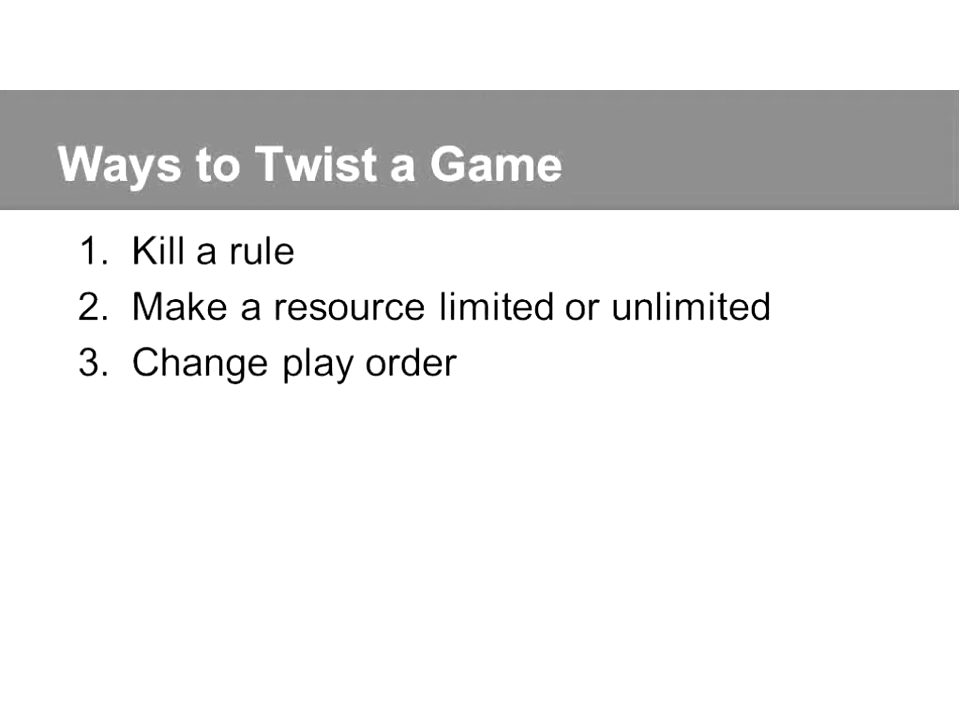 Ways to Twist a Game
1. Kill a rule
2. Make a resource limited or unlimited
3. Change play order